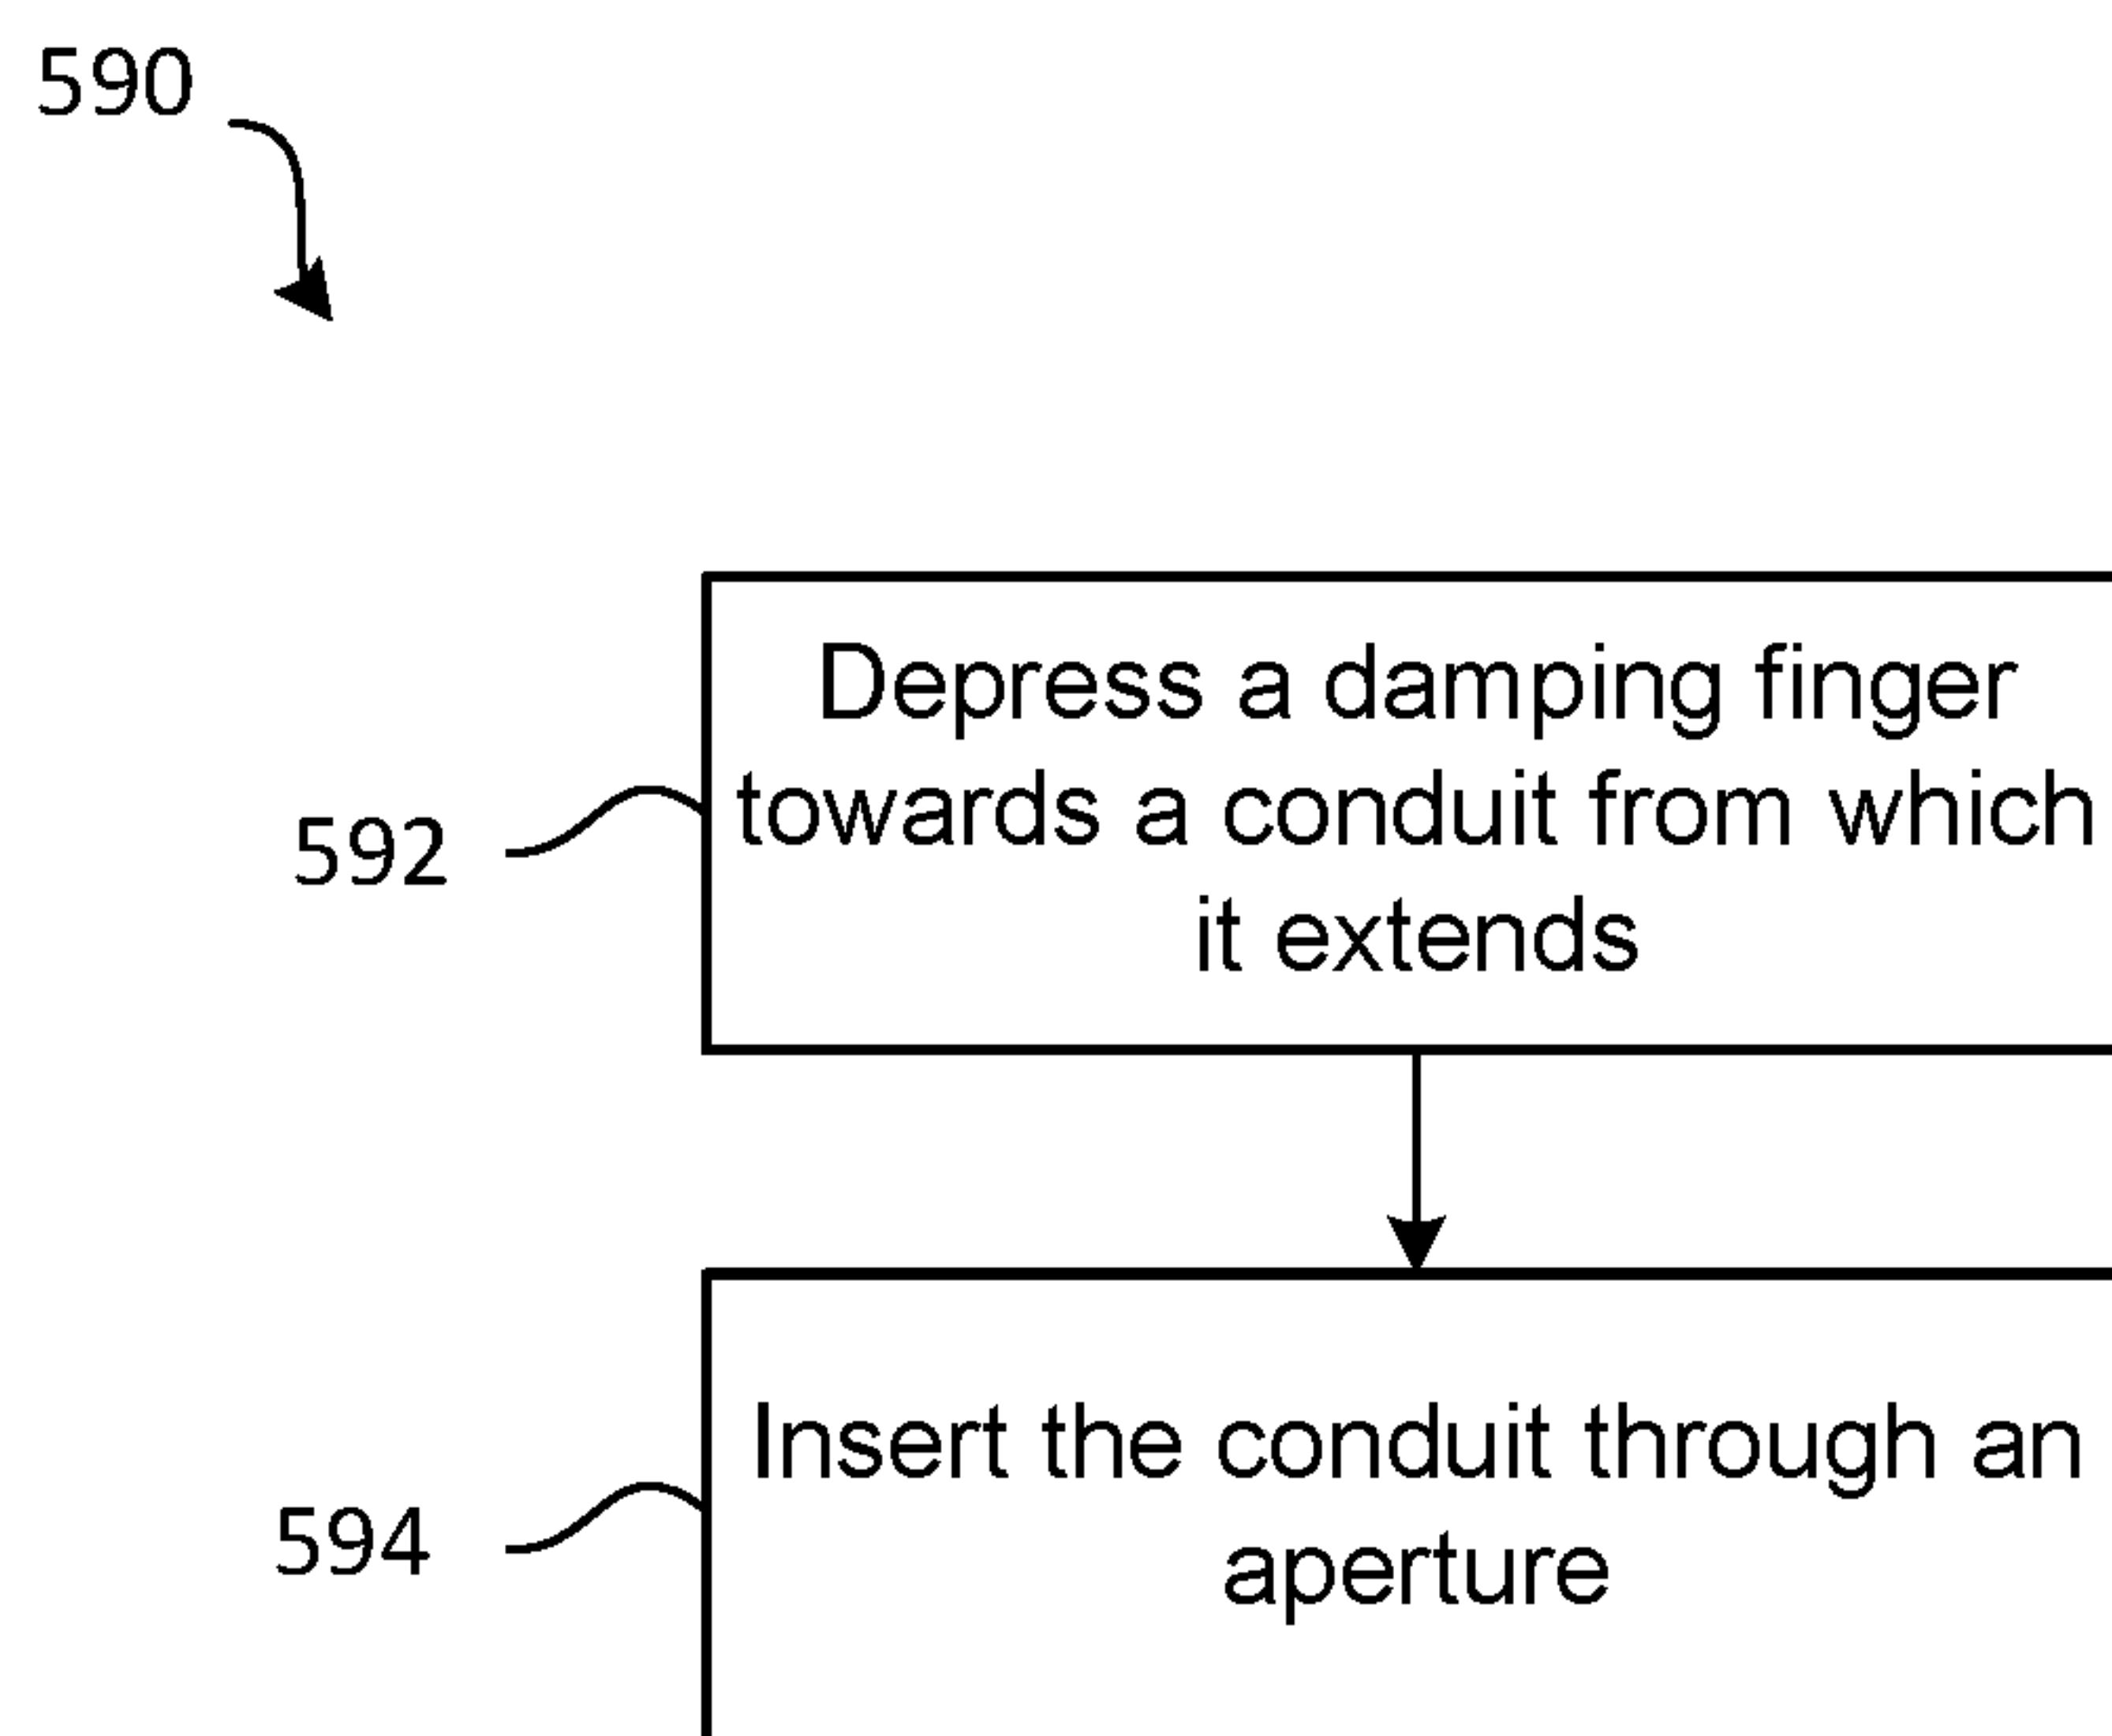 590
Depress a damping finger
towards a conduit from which
it extends
592
Insert the conduit through an
aperture
594